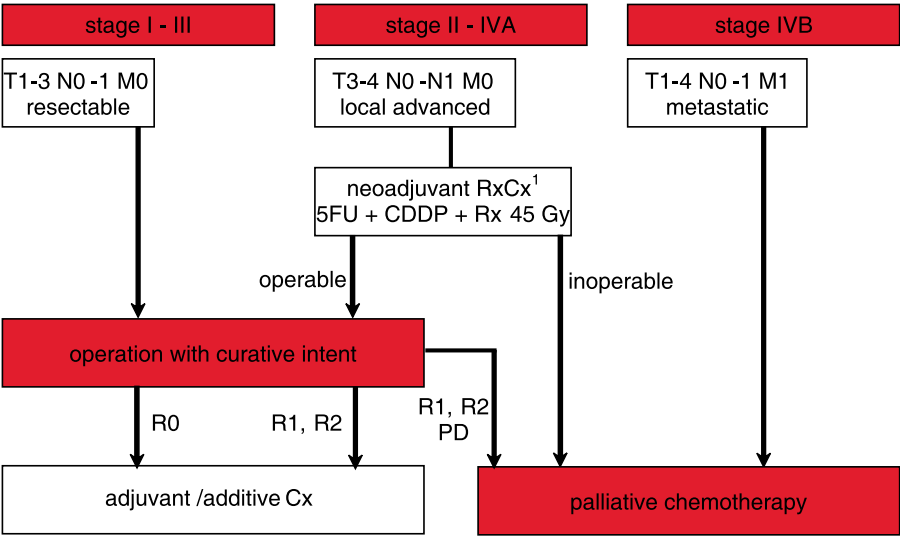 stage I - III
stage II - IVA
stage IVB
T1-3 N0 -1 M0
resectable
T3-4 N0 -N1 M0
local advanced
T1-4 N0 -1 M1
metastatic
neoadjuvant RxCx¹
5FU + CDDP + Rx 45 Gy
operable
inoperable
operation with curative intent
R0
R1, R2
R1, R2
PD
adjuvant /additive Cx
palliative chemotherapy